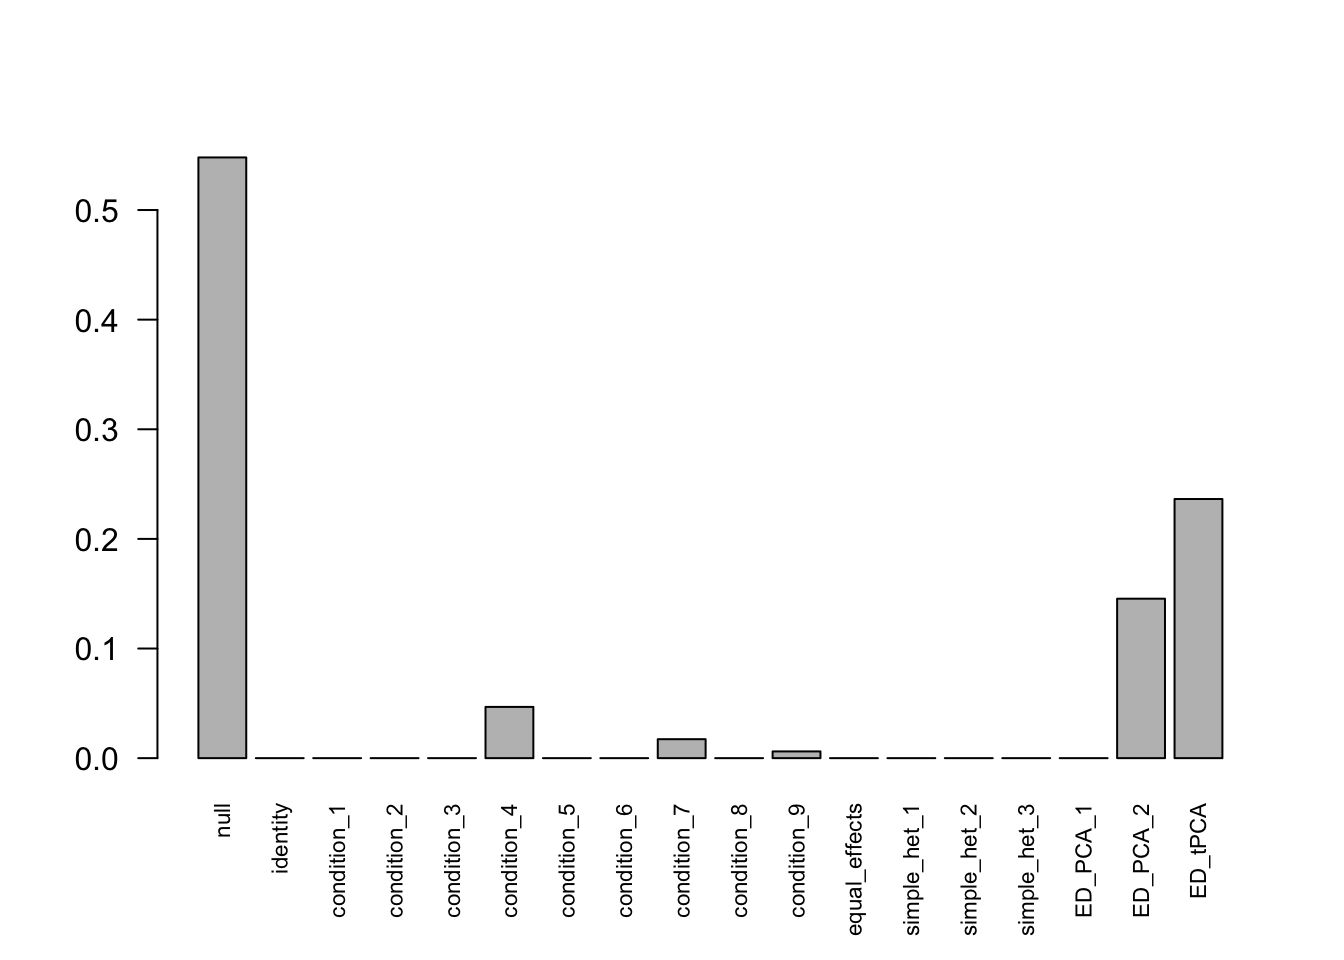 0.5
0.4
0.3
0.2
0.1
0.0
null
identity
condition_1
condition_2
condition_3
condition_4
condition_5
condition_6
condition_7
condition_8
condition_9
equal_effects
simple_het_1
simple_het_2
simple_het_3
ED_PCA_1
ED_PCA_2
ED_tPCA